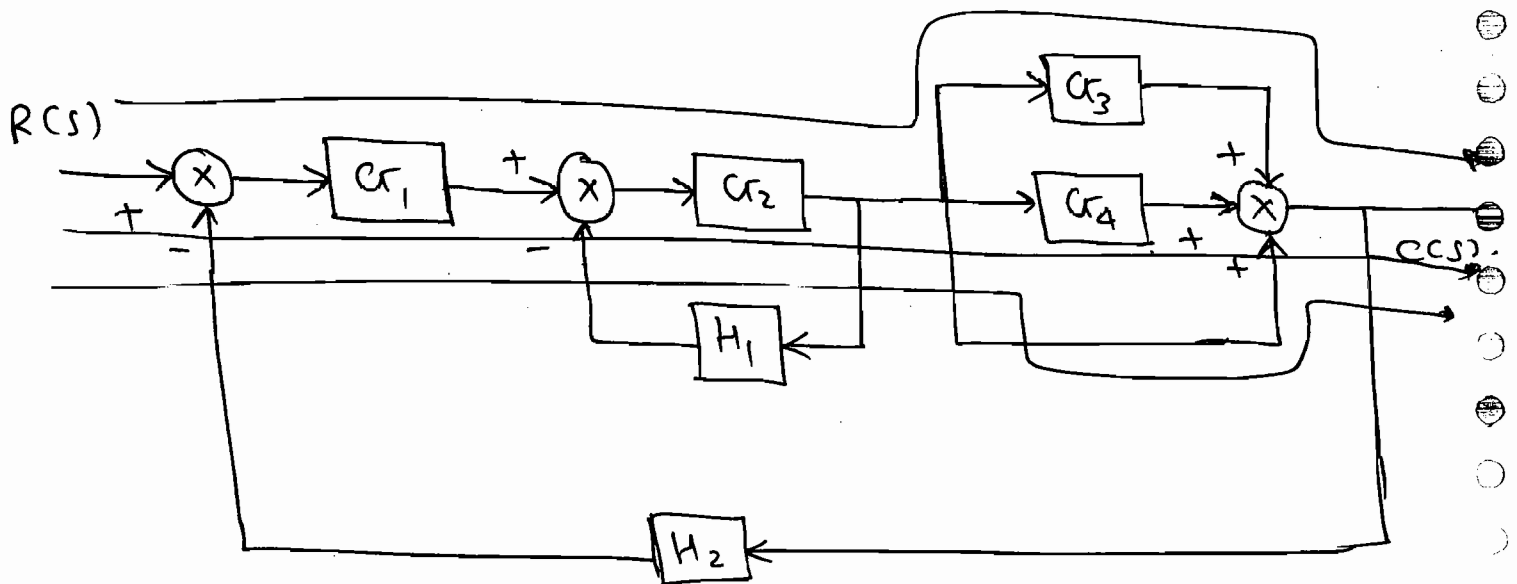 R(s)
G3
+
+
G1
+
G2
G4
+
-
-
+
+
C(s).
H1
H2